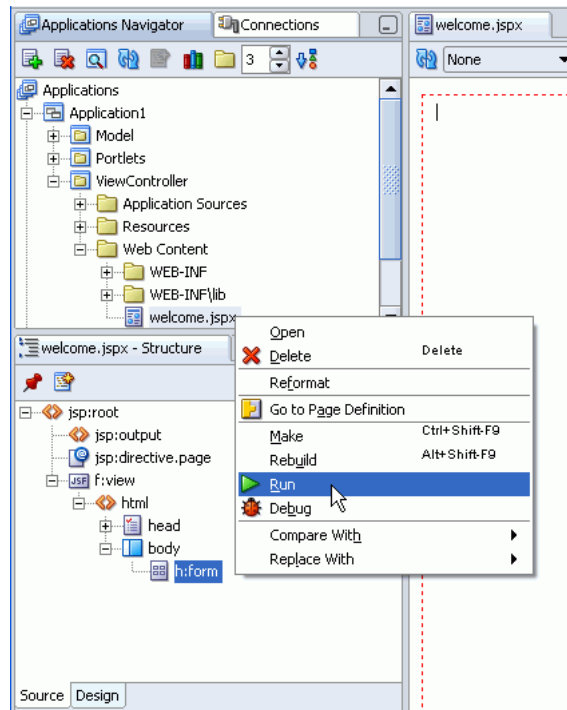 Applications Navigator
Connections
welcome.jspx
3
None
Applications
Application1
Model
Portlets
ViewController
Application Sources
Resources
Web Content
WEB-INF
WEB-INF\lib
welcome.jspx
Open
Delete Delete
Reformat
Go to Page Definition
Make Ctrl+Shift-F9
Rebuild Alt+Shift-F9
Run
Debug
Compare With
Replace With
welcome.jspx - Structure
jsp:root
jsp:output
jsp:directive.page
JSF f:view
html
head
body
h:form
Source Design